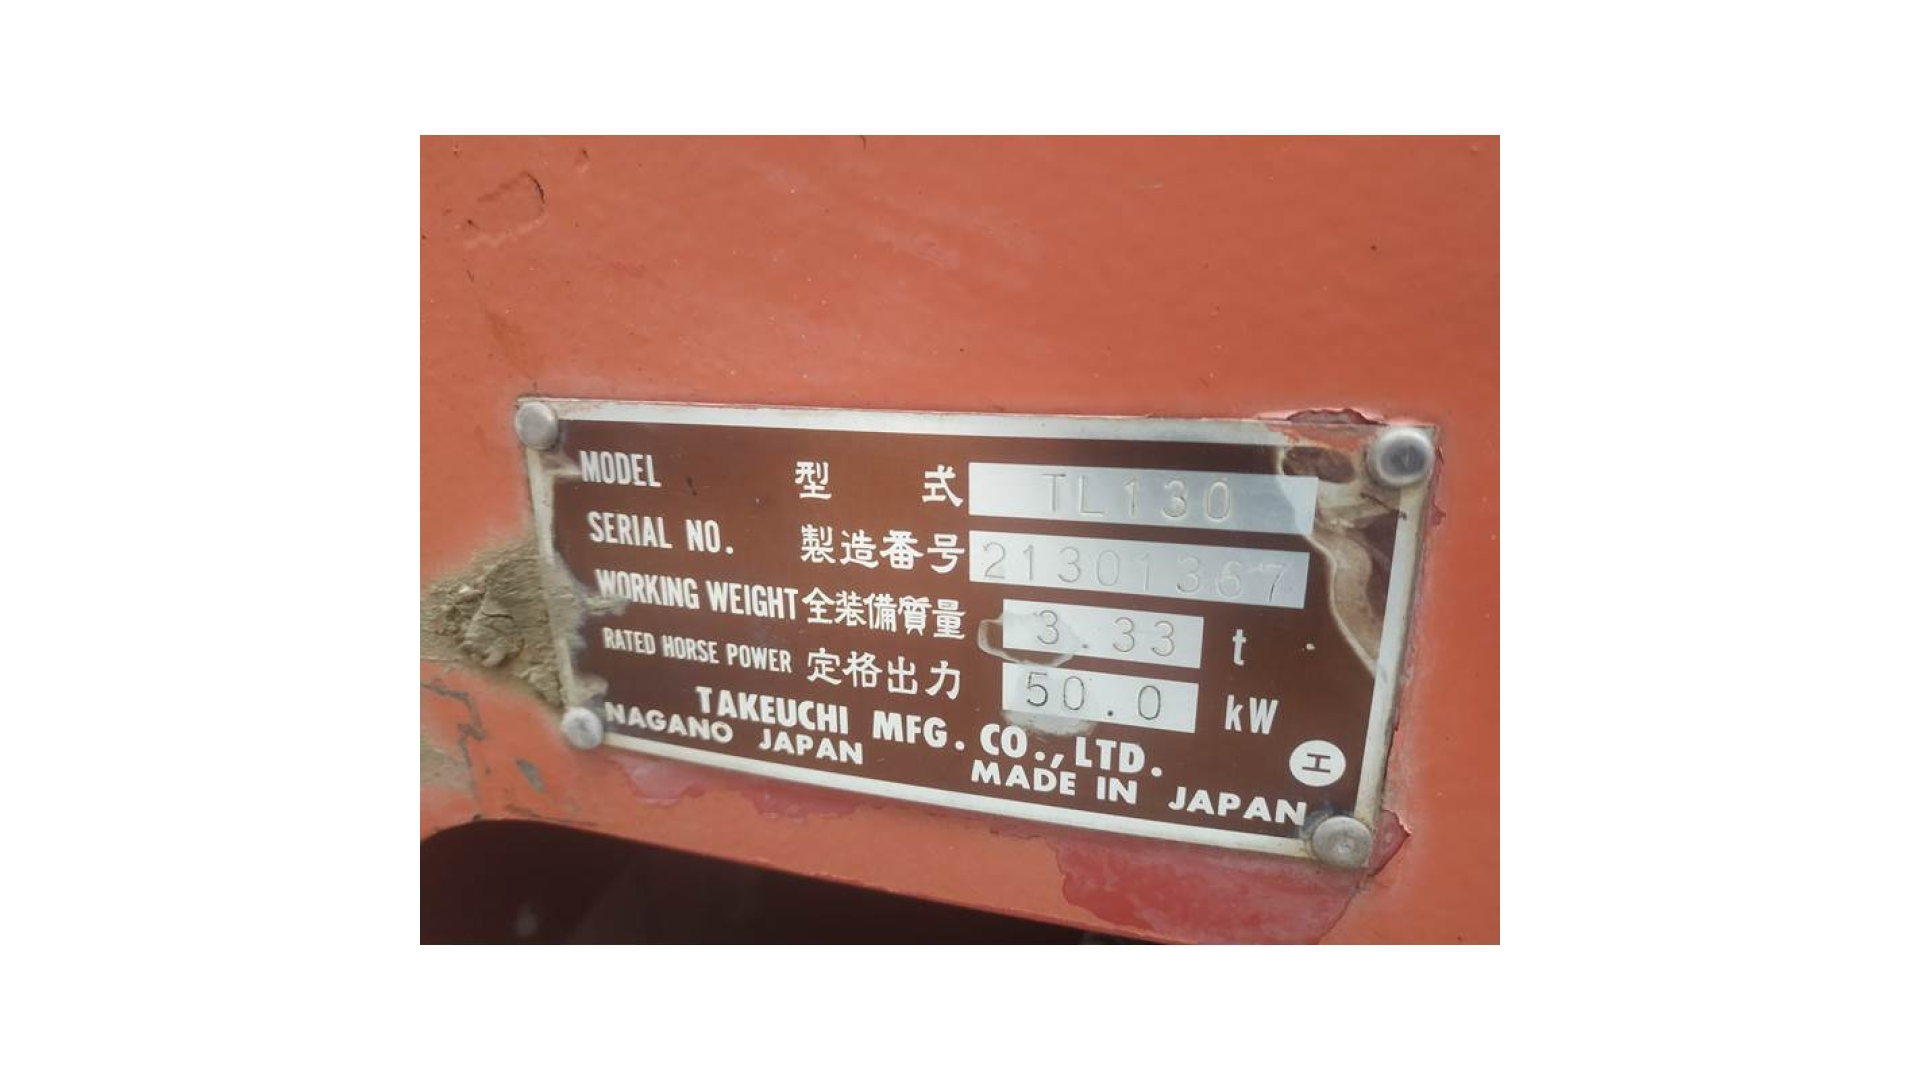 MODEL 型 式 TL130
SERIAL NO. 製造番号 21301367
WORKING WEIGHT 全装備質量 3.33 t
RATED HORSE POWER 定格出力 50.0 kW
TAKEUCHI MFG. CO.,LTD.
NAGANO JAPAN
MADE IN JAPAN
エ